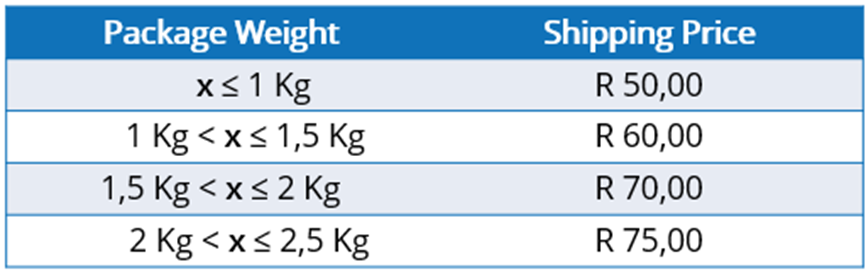 Package Weight Shipping Price
x ≤ 1 Kg R 50,00
1 Kg < x ≤ 1,5 Kg R 60,00
1,5 Kg < x ≤ 2 Kg R 70,00
2 Kg < x ≤ 2,5 Kg R 75,00